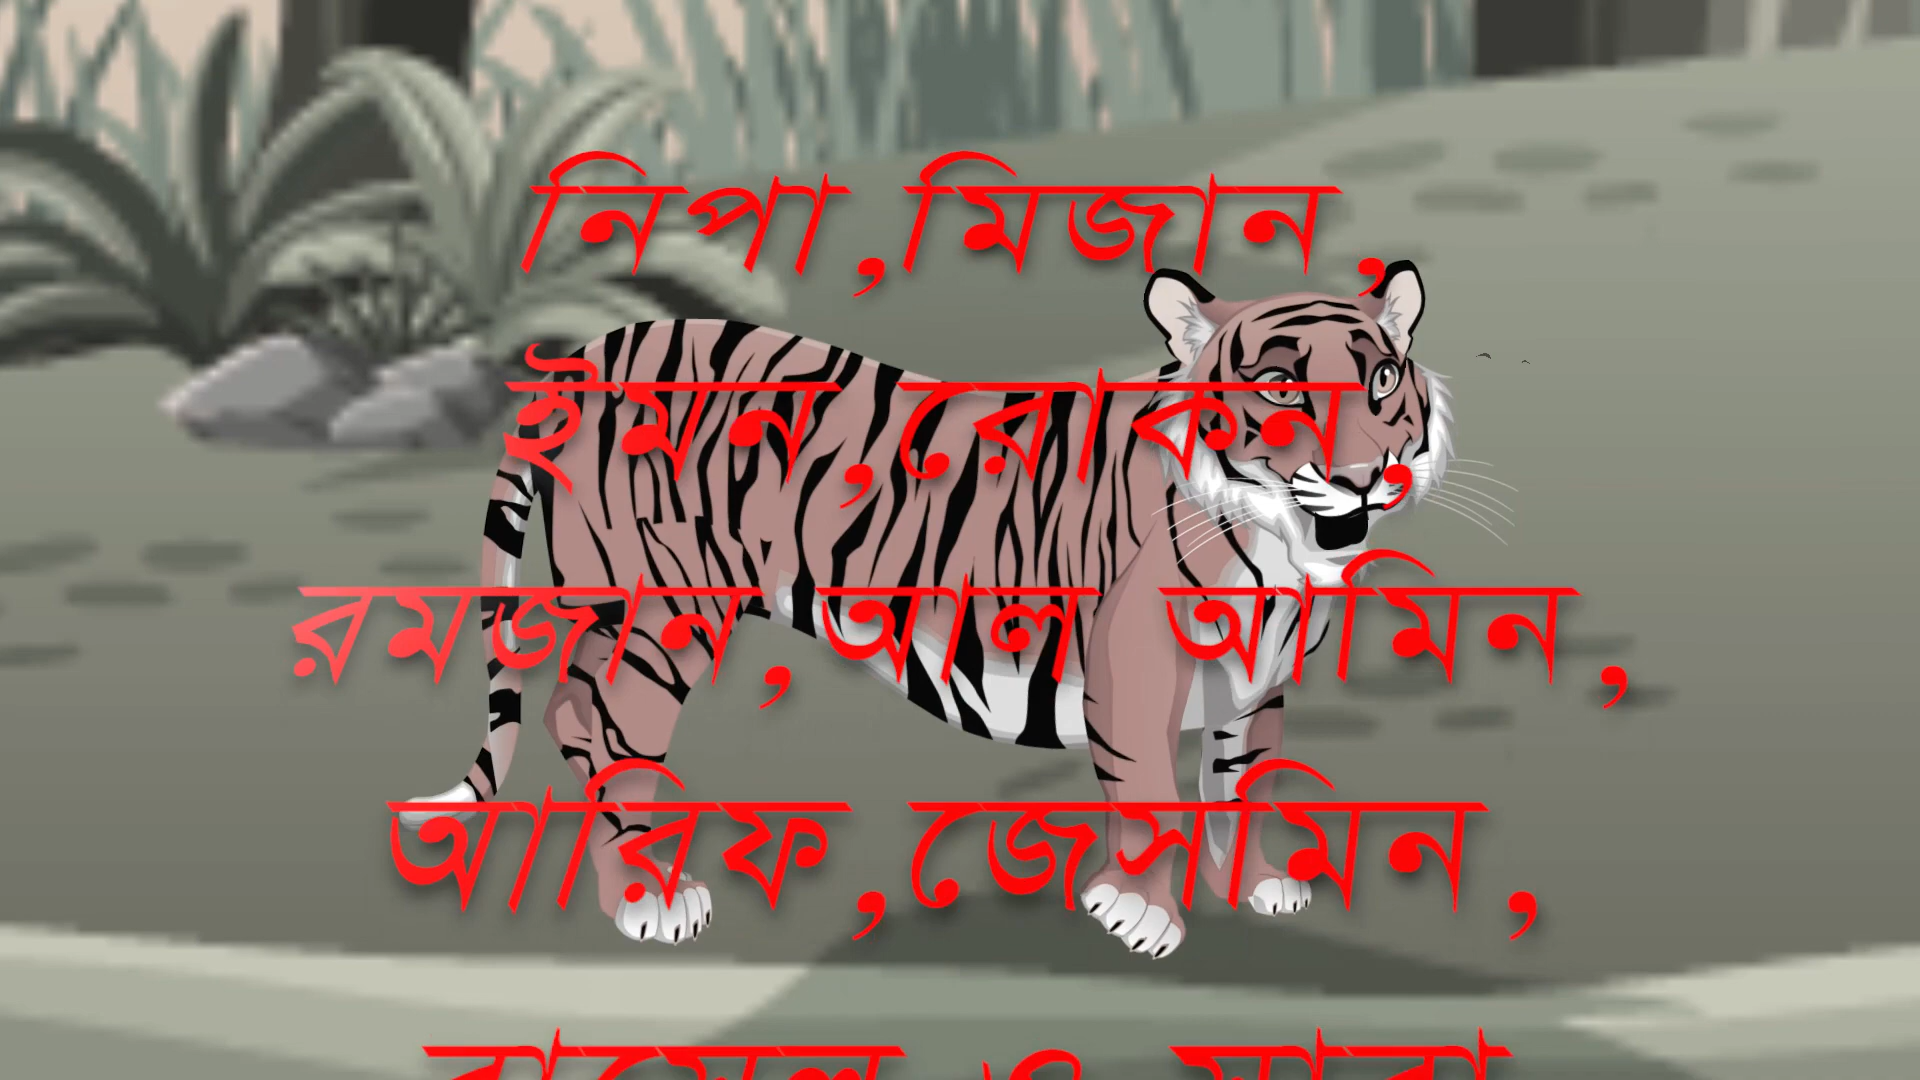 নিপা,মিজান,
ইমন,রোকন,
রমজান,আল আমিন,
আরিফ,জেসমিন,
রাসেল ও সারা